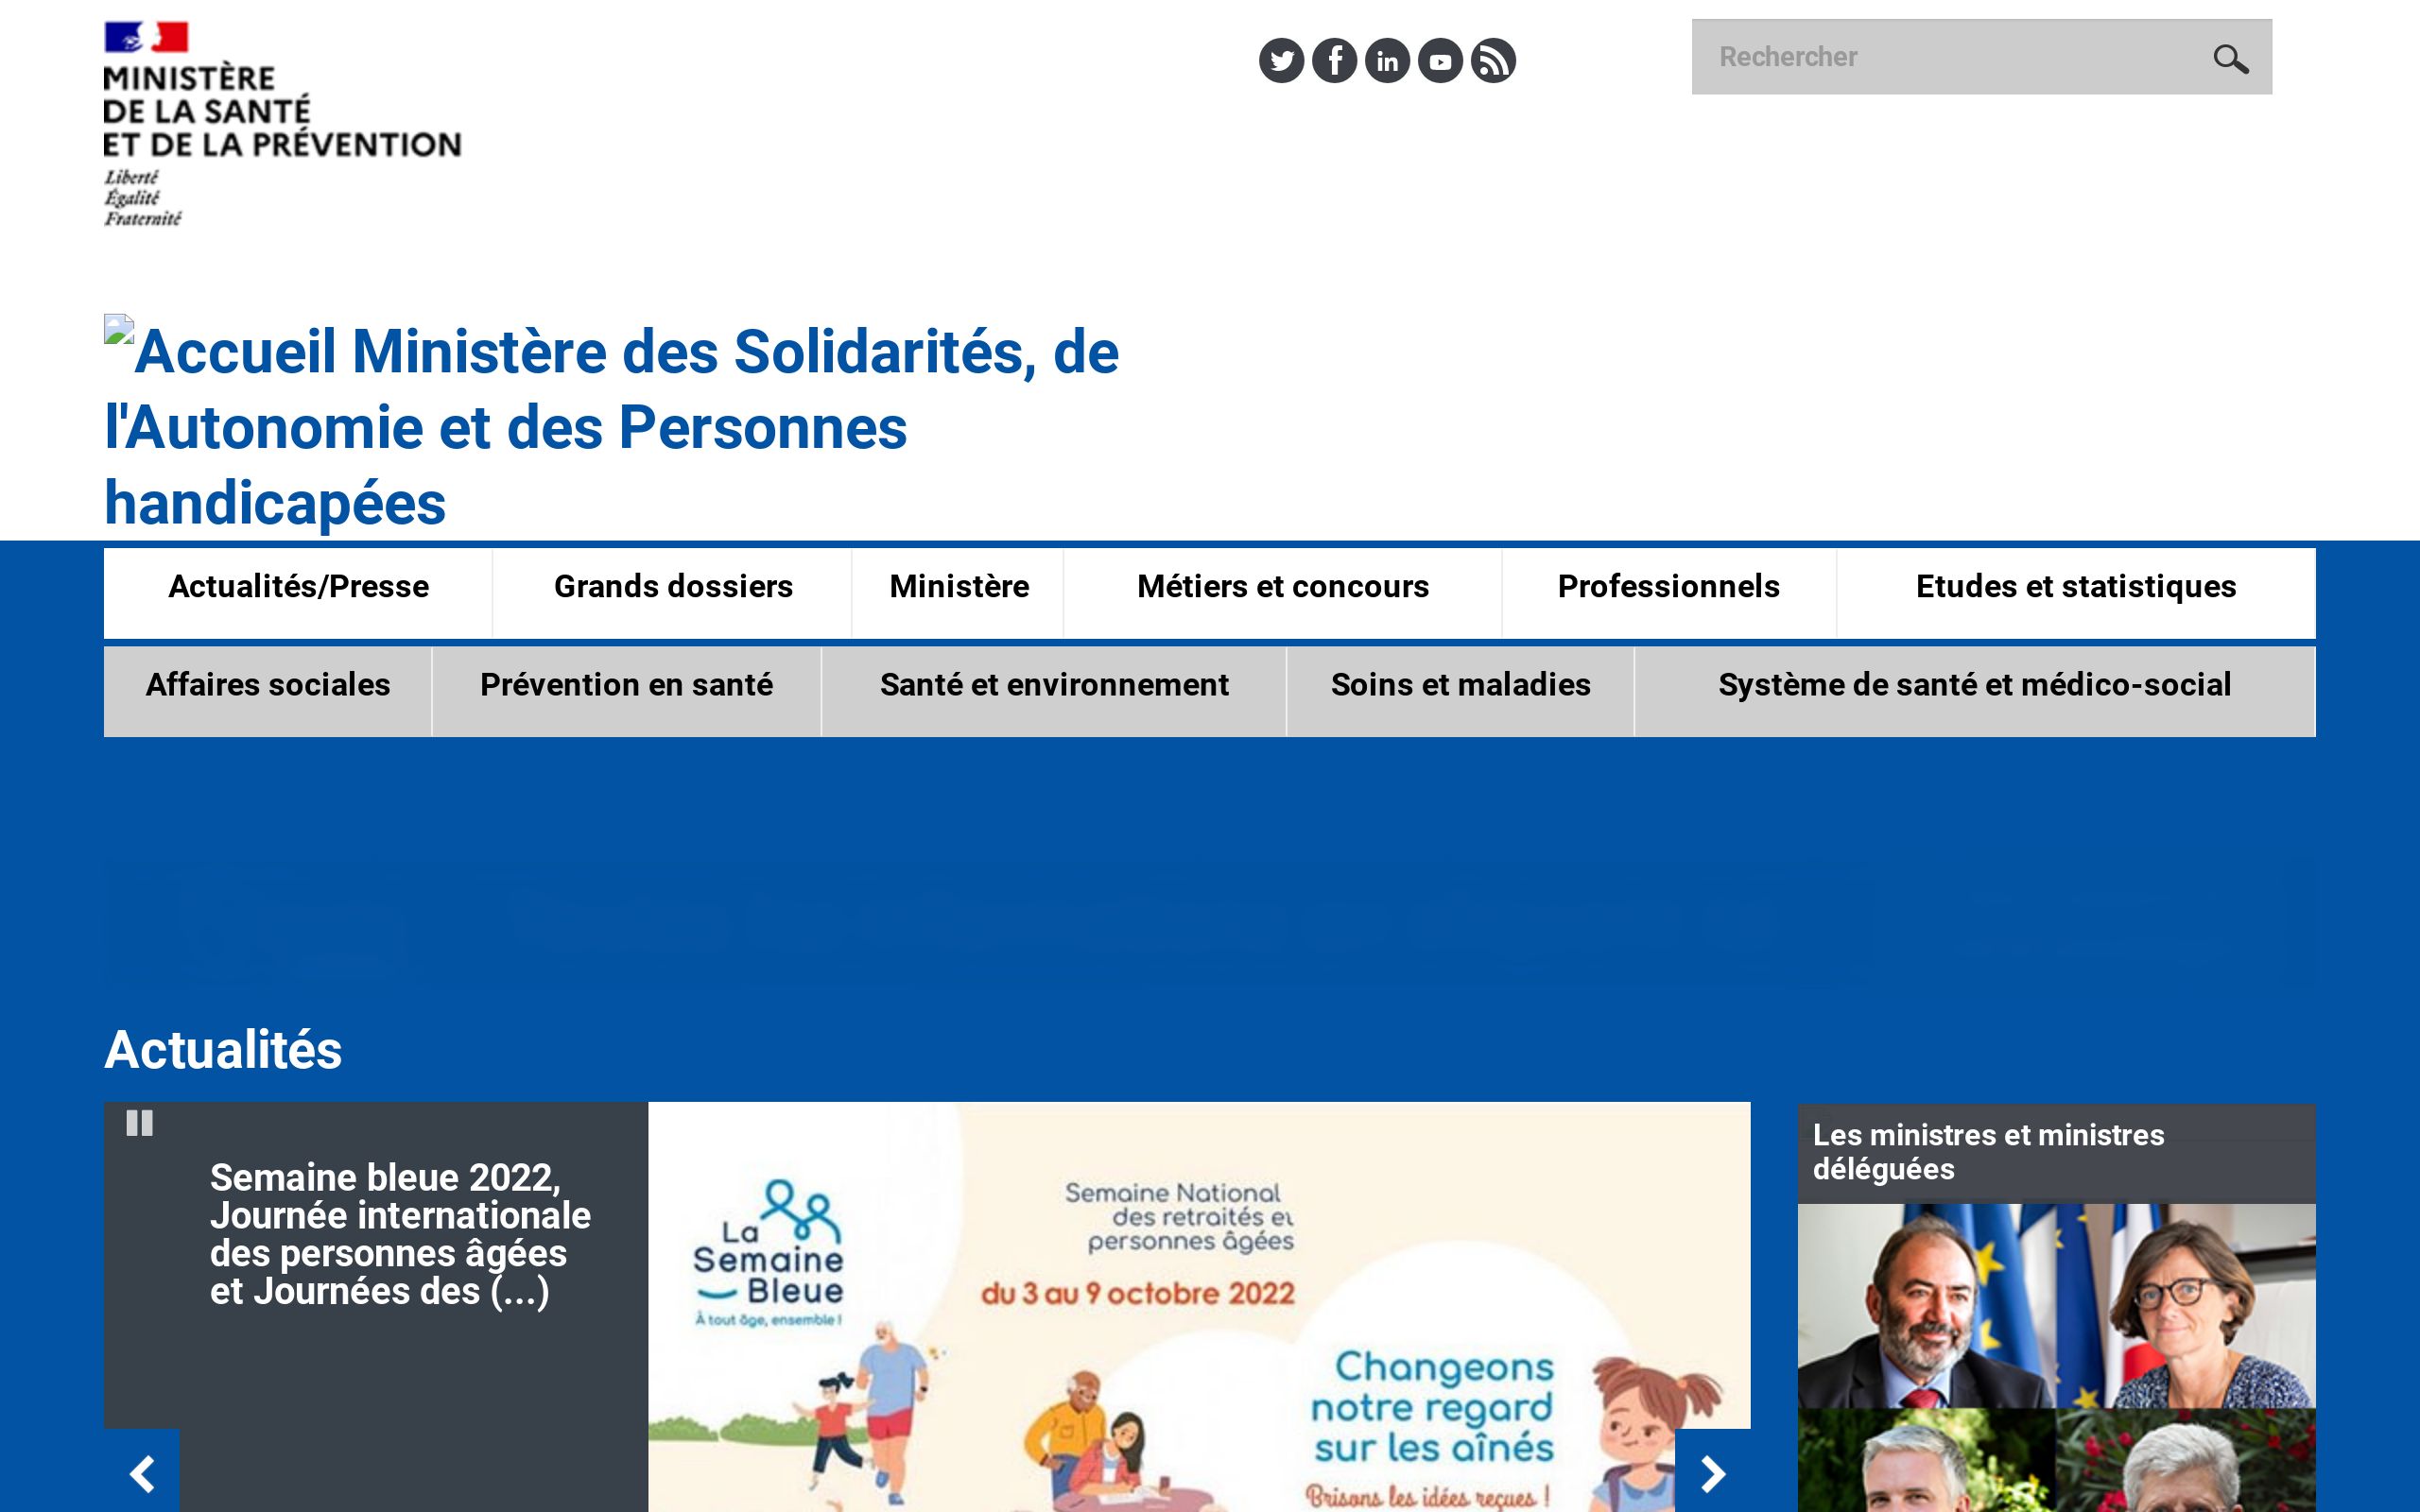 MINISTÈRE
DE LA SANTÉ
ET DE LA PRÉVENTION
Liberté
Égalité
Fraternité
Rechercher
Accueil Ministère des Solidarités, de
l'Autonomie et des Personnes
handicapées
Actualités/Presse
Grands dossiers
Ministère
Métiers et concours
Professionnels
Etudes et statistiques
Affaires sociales
Prévention en santé
Santé et environnement
Soins et maladies
Système de santé et médico-social
Actualités
Semaine bleue 2022,
Journée internationale
des personnes âgées
et Journées des (...)
La
Semaine
Bleue
À tout âge, ensemble !
Semaine National
des retraités et
personnes âgées
du 3 au 9 octobre 2022
Changeons
notre regard
sur les aînés
Brisons les idées reçues !
Les ministres et ministres
déléguées